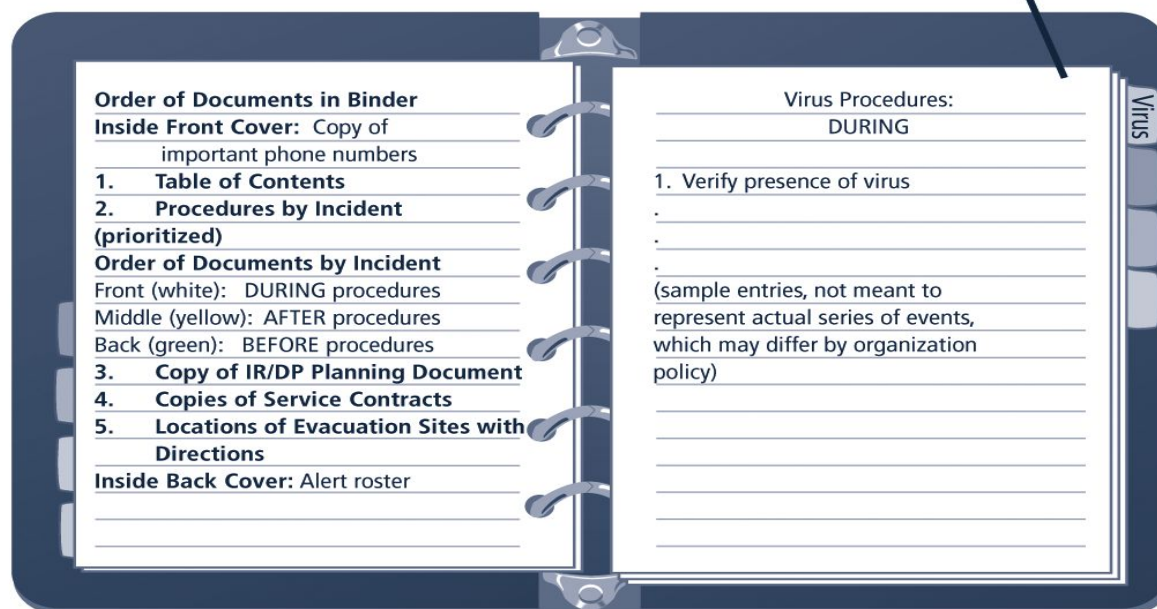 Order of Documents in Binder
Inside Front Cover: Copy of
important phone numbers
1. Table of Contents
2. Procedures by Incident
(prioritized)
Order of Documents by Incident
Front (white): DURING procedures
Middle (yellow): AFTER procedures
Back (green): BEFORE procedures
3. Copy of IR/DP Planning Document
4. Copies of Service Contracts
5. Locations of Evacuation Sites with
Directions
Inside Back Cover: Alert roster
Virus Procedures:
DURING
1. Verify presence of virus
.
.
.
(sample entries, not meant to
represent actual series of events,
which may differ by organization
policy)
Virus